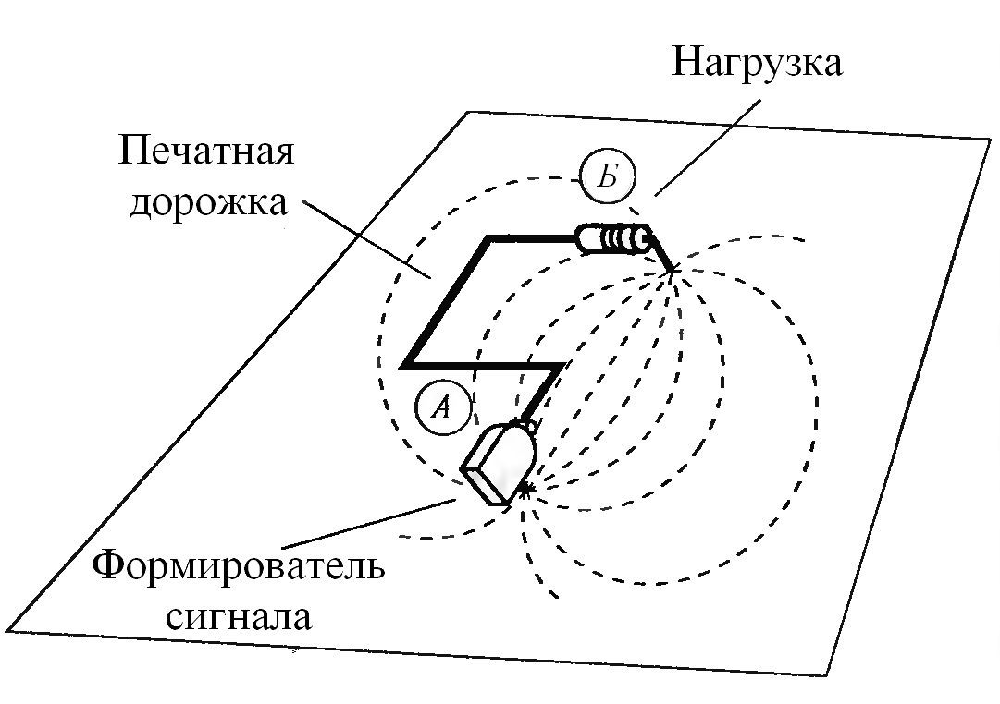 Нагрузка
Печатная
дорожка
Б
А
Формирователь
сигнала